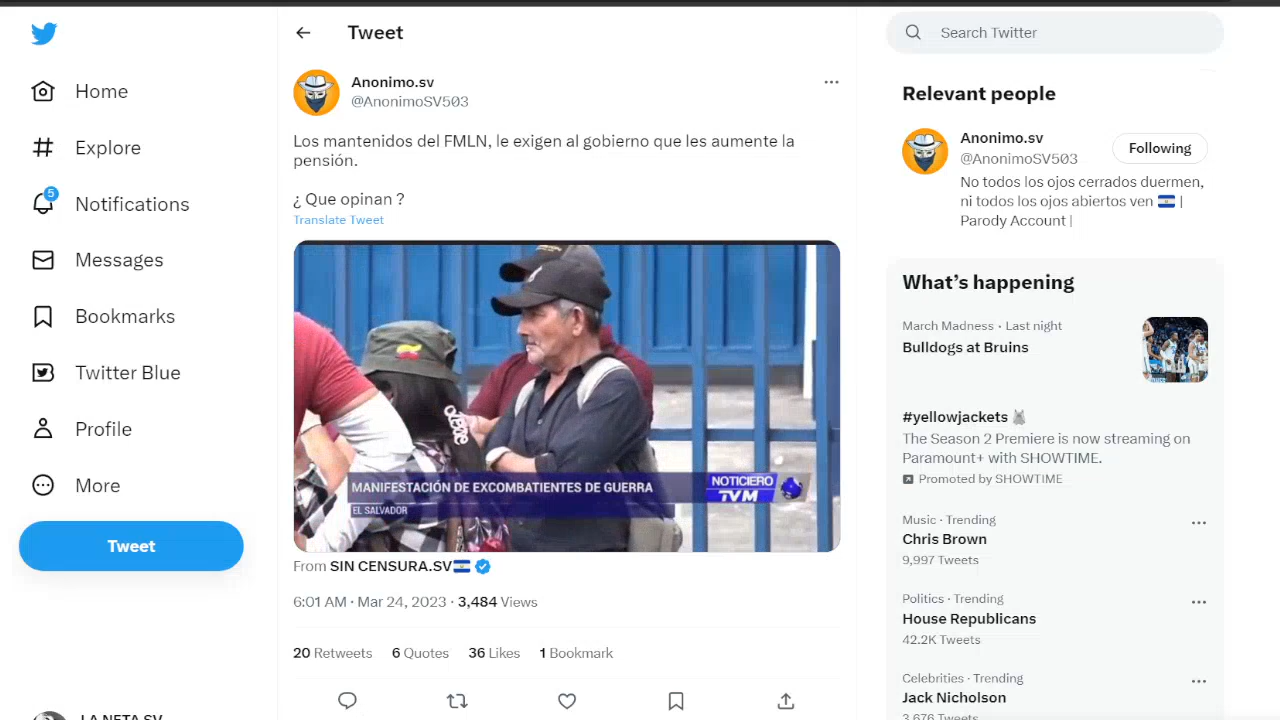 Home
Explore
5
Notifications
Messages
Bookmarks
Twitter Blue
Profile
More
Tweet
LA NETA SV
Tweet
Anonimo.sv
@AnonimoSV503
Los mantenidos del FMLN, le exigen al gobierno que les aumente la
pensión.
¿ Que opinan ?
Translate Tweet
MANIFESTACIÓN DE EXCOMBATIENTES DE GUERRA
EL SALVADOR
NOTICIERO
TVM
From SIN CENSURA.SV
6:01 AM · Mar 24, 2023 · 3,484 Views
20 Retweets 6 Quotes 36 Likes 1 Bookmark
Search Twitter
Relevant people
Anonimo.sv
@AnonimoSV503
Following
No todos los ojos cerrados duermen,
ni todos los ojos abiertos ven 🇸🇻 |
Parody Account |
What’s happening
March Madness · Last night
Bulldogs at Bruins
#yellowjackets
The Season 2 Premiere is now streaming on
Paramount+ with SHOWTIME.
Promoted by SHOWTIME
Music · Trending
Chris Brown
9,997 Tweets
Politics · Trending
House Republicans
42.2K Tweets
Celebrities · Trending
Jack Nicholson
3,676 Tweets